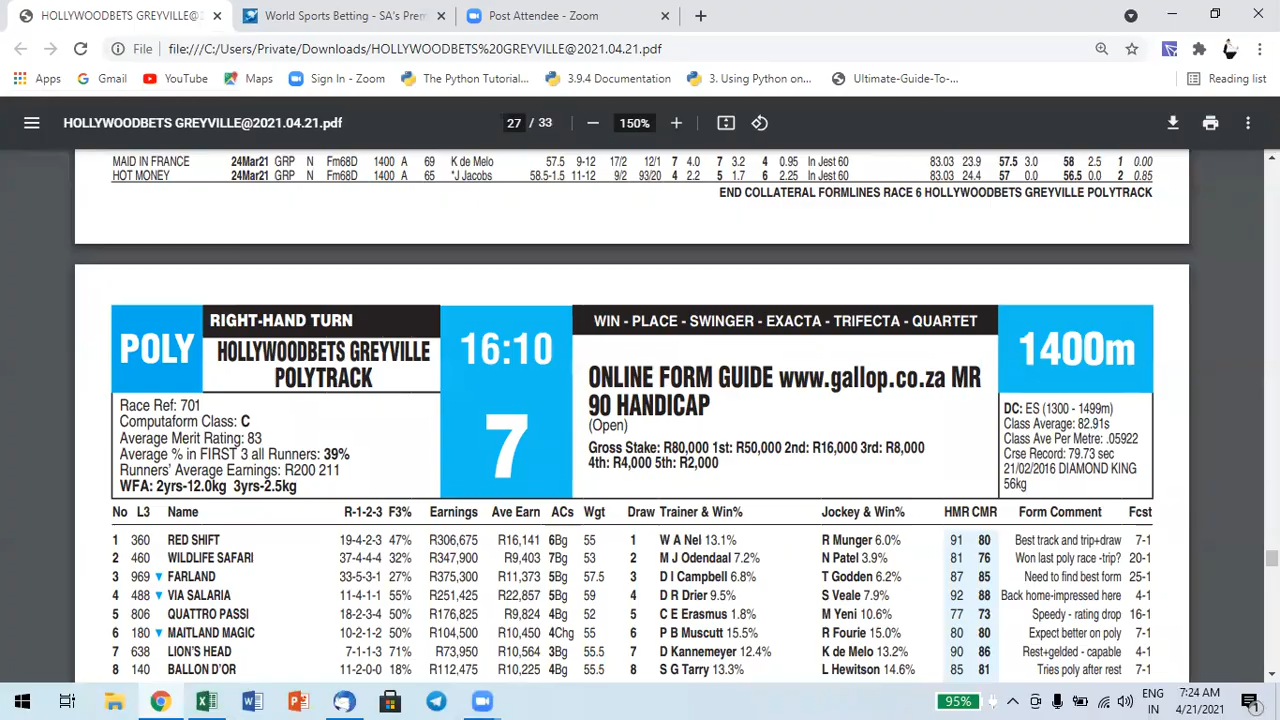 HOLLYWOODBETS GREYVILLE@
World Sports Betting - SA's Prem
Post Attendee - Zoom
File
file:///C:/Users/Private/Downloads/HOLLYWOODBETS%20GREYVILLE@2021.04.21.pdf
Apps
Gmail
YouTube
Maps
Sign In - Zoom
The Python Tutorial...
3.9.4 Documentation
3. Using Python on...
Ultimate-Guide-To-...
Reading list
HOLLYWOODBETS GREYVILLE@2021.04.21.pdf
27 / 33
150%
MAID IN FRANCE 24Mar21 GRP N Fm68D 1400 A 69 K de Melo 57.5 9-12 17/2 12/1 7 4.0 7 3.2 4 0.95 In Jest 60 83.03 23.9 57.5 3.0 58 2.5 1 0.00
HOT MONEY 24Mar21 GRP N Fm68D 1400 A 65 *J Jacobs 58.5-1.5 11-12 9/2 93/20 4 2.2 5 1.7 6 2.25 In Jest 60 83.03 24.4 57 0.0 56.5 0.0 2 0.85
END COLLATERAL FORMLINES RACE 6 HOLLYWOODBETS GREYVILLE POLYTRACK
POLY
RIGHT-HAND TURN
HOLLYWOODBETS GREYVILLE
POLYTRACK
Race Ref: 701
Computaform Class: C
Average Merit Rating: 83
Average % in FIRST 3 all Runners: 39%
Runners' Average Earnings: R200 211
WFA: 2yrs-12.0kg 3yrs-2.5kg
16:10
7
WIN - PLACE - SWINGER - EXACTA - TRIFECTA - QUARTET
ONLINE FORM GUIDE www.gallop.co.za MR
90 HANDICAP
(Open)
Gross Stake: R80,000 1st: R50,000 2nd: R16,000 3rd: R8,000
4th: R4,000 5th: R2,000
1400m
DC: ES (1300 - 1499m)
Class Average: 82.91s
Class Ave Per Metre: .05922
Crse Record: 79.73 sec
21/02/2016 DIAMOND KING
56kg
No L3 Name R-1-2-3 F3% Earnings Ave Earn ACs Wgt Draw Trainer & Win% Jockey & Win% HMR CMR Form Comment Fcst
1 360 RED SHIFT 19-4-2-3 47% R306,675 R16,141 6Bg 55 1 W A Nel 13.1% R Munger 6.0% 91 80 Best track and trip+draw 7-1
2 460 WILDLIFE SAFARI 37-4-4-4 32% R347,900 R9,403 7Bg 53 2 M J Odendaal 7.2% N Patel 3.9% 81 76 Won last poly race -trip? 20-1
3 969 FARLAND 33-5-3-1 27% R375,300 R11,373 5Bg 57.5 3 D I Campbell 6.8% T Godden 6.2% 87 85 Need to find best form 25-1
4 488 VIA SALARIA 11-4-1-1 55% R251,425 R22,857 5Bg 59 4 D R Drier 9.5% S Veale 7.9% 92 88 Back home-impressed here 4-1
5 806 QUATTRO PASSI 18-2-3-4 50% R176,825 R9,824 4Bg 52 5 C E Erasmus 1.8% M Yeni 10.6% 77 73 Speedy - rating drop 16-1
6 180 MAITLAND MAGIC 10-2-1-2 50% R104,500 R10,450 4Chg 55 6 P B Muscutt 15.5% R Fourie 15.0% 80 80 Expect better on poly 7-1
7 638 LION'S HEAD 7-1-1-3 71% R73,950 R10,564 3Bg 55.5 7 D Kannemeyer 12.4% K de Melo 13.2% 90 86 Rest+gelded - capable 4-1
8 140 BALLON D'OR 11-2-0-0 18% R112,475 R10,225 4Bg 55.5 8 S G Tarry 13.3% L Hewitson 14.6% 85 81 Tries poly after rest 7-1
95%
ENG
IN
7:24 AM
4/21/2021
1